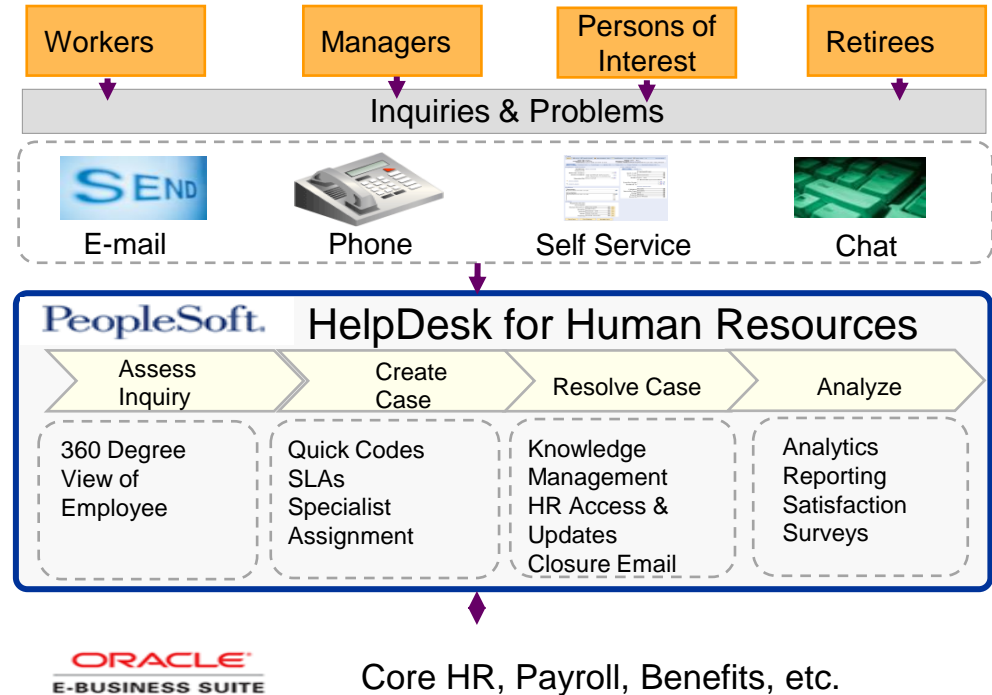 Workers
Managers
Persons of
Interest
Retirees
Inquiries & Problems
SEND
E-mail
Phone
Self Service
Chat
PeopleSoft.
HelpDesk for Human Resources
Assess
Inquiry
Create
Case
Resolve Case
Analyze
360 Degree
View of
Employee
Quick Codes
SLAs
Specialist
Assignment
Knowledge
Management
HR Access &
Updates
Closure Email
Analytics
Reporting
Satisfaction
Surveys
ORACLE
E-BUSINESS SUITE
Core HR, Payroll, Benefits, etc.